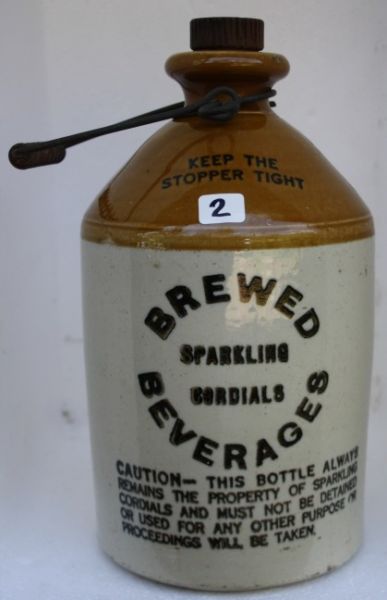 KEEP THE
STOPPER TIGHT
2
BREWED
SPARKLING
CORDIALS
BEVERAGES
CAUTION— THIS BOTTLE ALWAYS
REMAINS THE PROPERTY OF SPARKLING
CORDIALS AND MUST NOT BE DETAINED
OR USED FOR ANY OTHER PURPOSE OR
PROCEEDINGS WILL BE TAKEN.